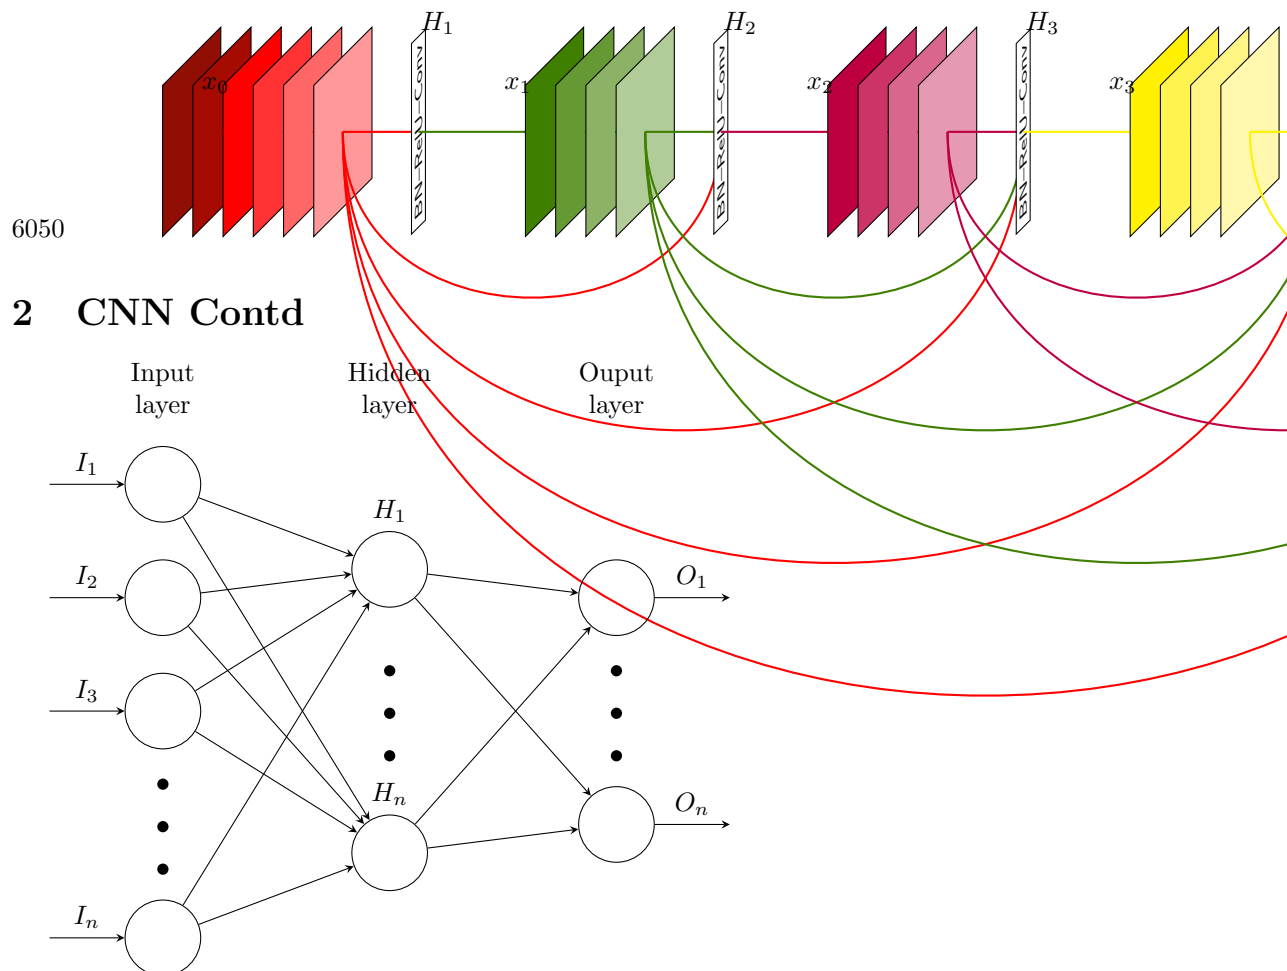 H₁ H₂ H₃
x₀ x₁ x₂ x₃
BN-ReLU-Conv BN-ReLU-Conv BN-ReLU-Conv
6050
2 CNN Contd
Input Hidden Ouput
layer layer layer
I₁
H₁
I₂ O₁
I₃
Hₙ
Oₙ
Iₙ